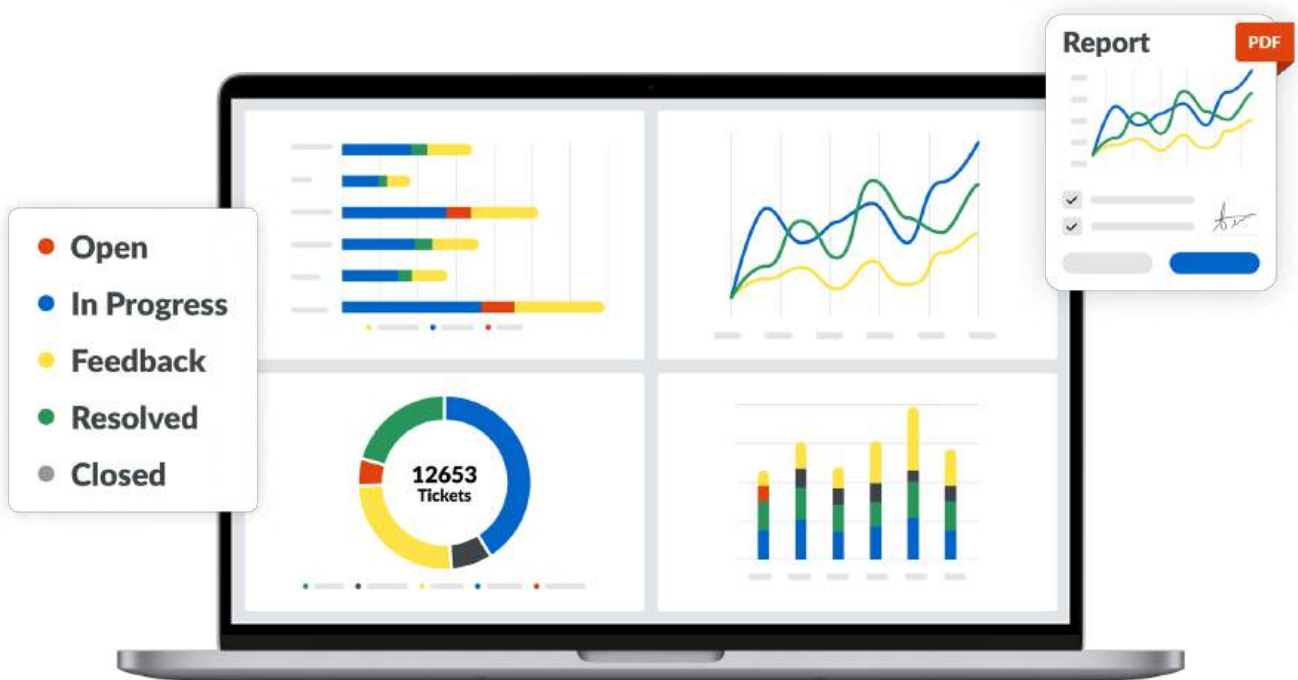 Report
PDF
Open
In Progress
Feedback
Resolved
Closed
12653
Tickets